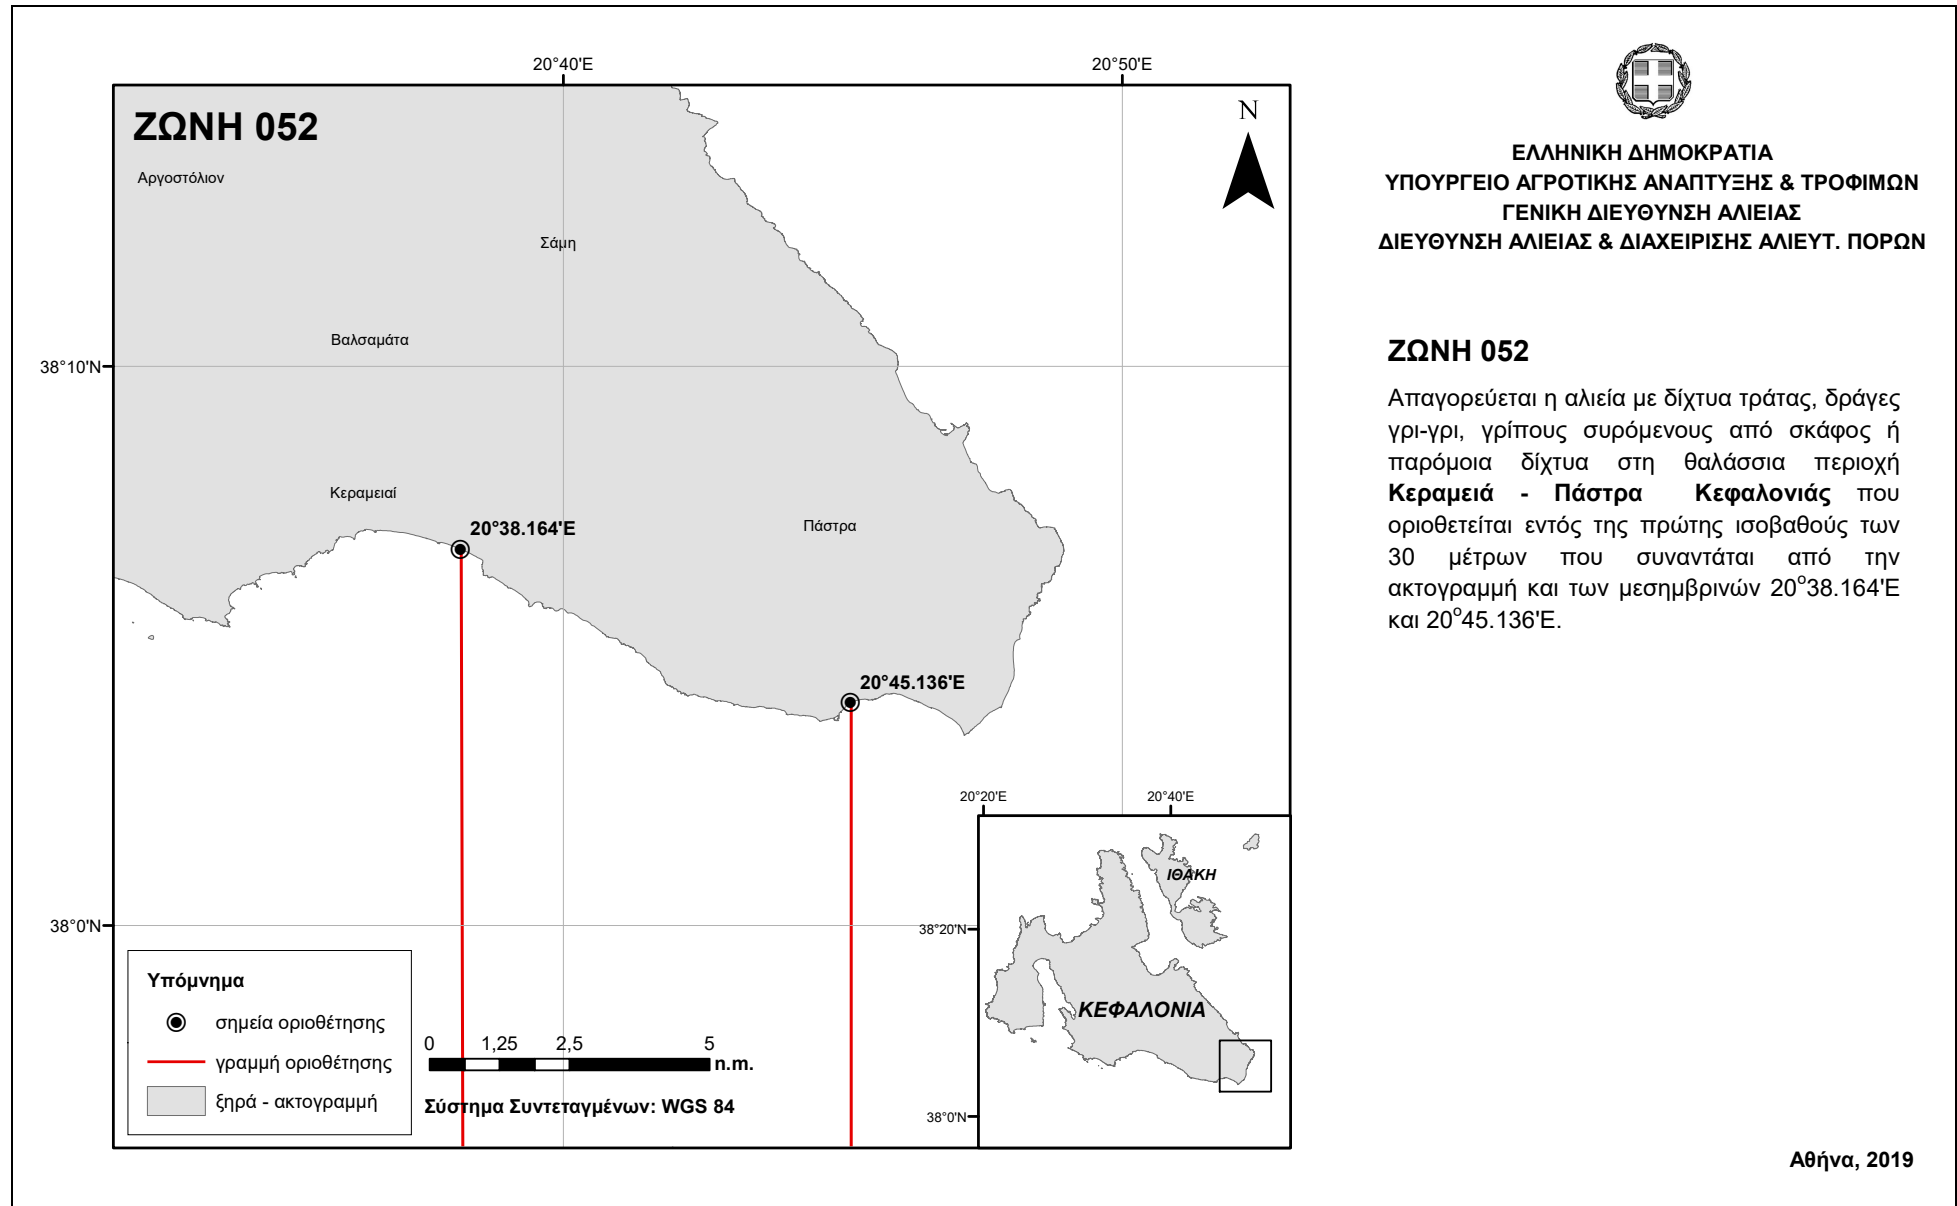 20°40'E
20°50'E
ΖΩΝΗ 052
Αργοστόλιον
N
Σάμη
Βαλσαμάτα
38°10'N
Κεραμειαί
20°38.164'E
Πάστρα
20°45.136'E
38°0'N
Υπόμνημα
σημεία οριοθέτησης
γραμμή οριοθέτησης
ξηρά - ακτογραμμή
0 1,25 2,5 5
n.m.
Σύστημα Συντεταγμένων: WGS 84
20°20'E 20°40'E
ΙΘΑΚΗ
38°20'N
ΚΕΦΑΛΟΝΙΑ
38°0'N
ΕΛΛΗΝΙΚΗ ΔΗΜΟΚΡΑΤΙΑ
ΥΠΟΥΡΓΕΙΟ ΑΓΡΟΤΙΚΗΣ ΑΝΑΠΤΥΞΗΣ & ΤΡΟΦΙΜΩΝ
ΓΕΝΙΚΗ ΔΙΕΥΘΥΝΣΗ ΑΛΙΕΙΑΣ
ΔΙΕΥΘΥΝΣΗ ΑΛΙΕΙΑΣ & ΔΙΑΧΕΙΡΙΣΗΣ ΑΛΙΕΥΤ. ΠΟΡΩΝ
ΖΩΝΗ 052
Απαγορεύεται η αλιεία με δίχτυα τράτας, δράγες
γρι-γρι, γρίπους συρόμενους από σκάφος ή
παρόμοια δίχτυα στη θαλάσσια περιοχή
Κεραμειά - Πάστρα Κεφαλονιάς που
οριοθετείται εντός της πρώτης ισοβαθούς των
30 μέτρων που συναντάται από την
ακτογραμμή και των μεσημβρινών 20°38.164'E
και 20°45.136'E.
Αθήνα, 2019